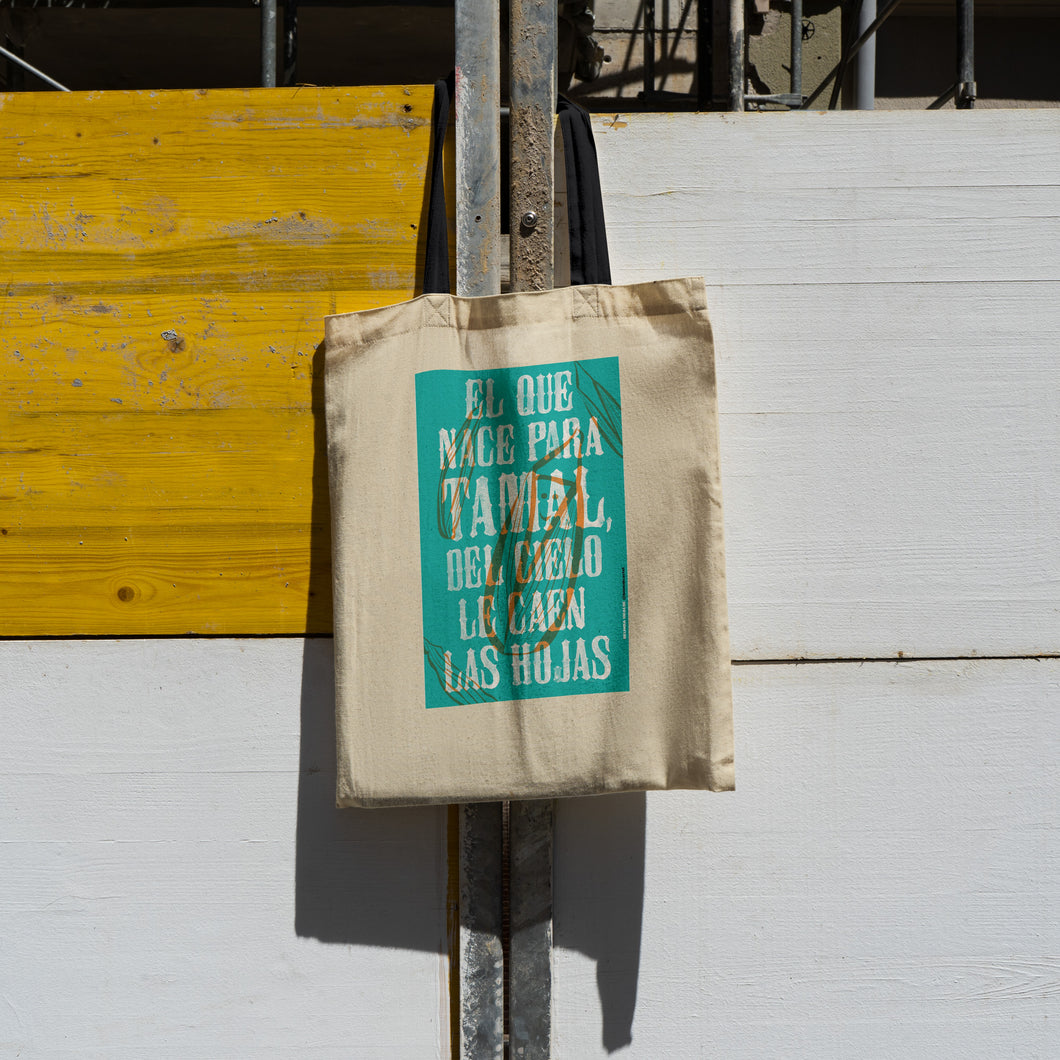 EL QUE
NACE PARA
TAMAL,
DEL CIELO
LE CAEN
LAS HOJAS